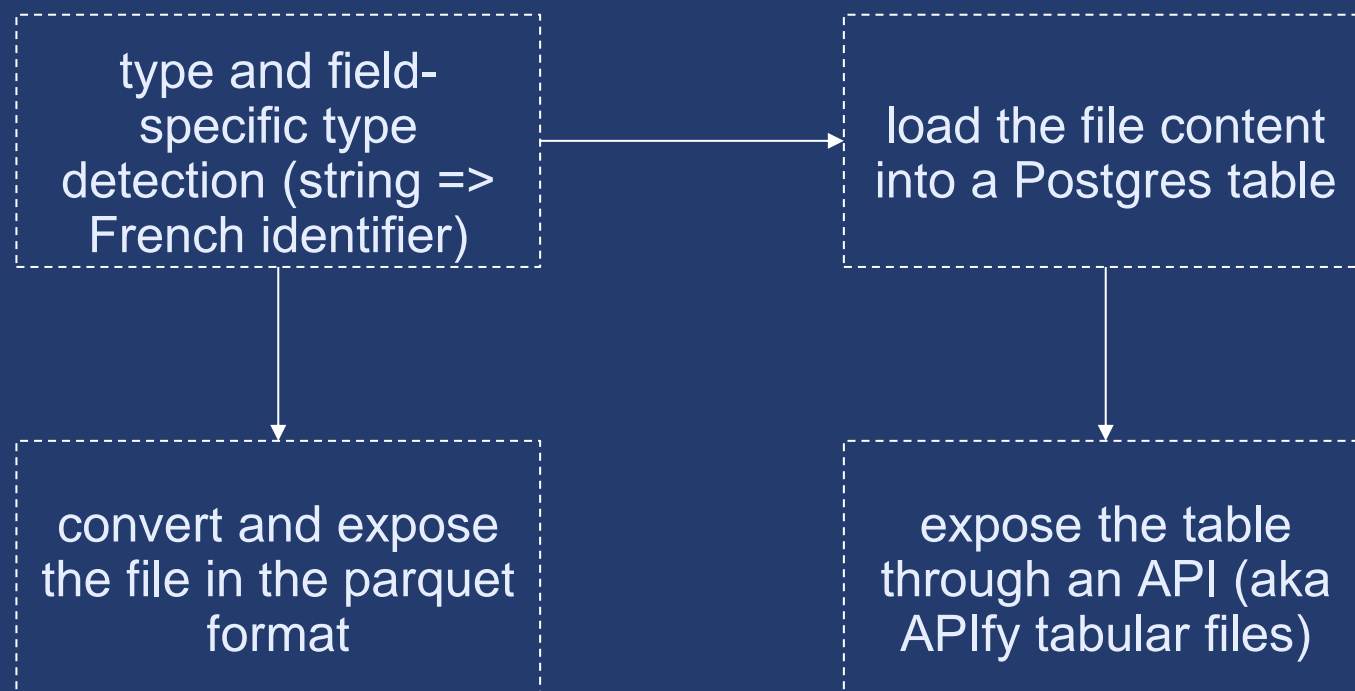 type and field-
specific type
detection (string =>
French identifier)
load the file content
into a Postgres table
convert and expose
the file in the parquet
format
expose the table
through an API (aka
APIfy tabular files)